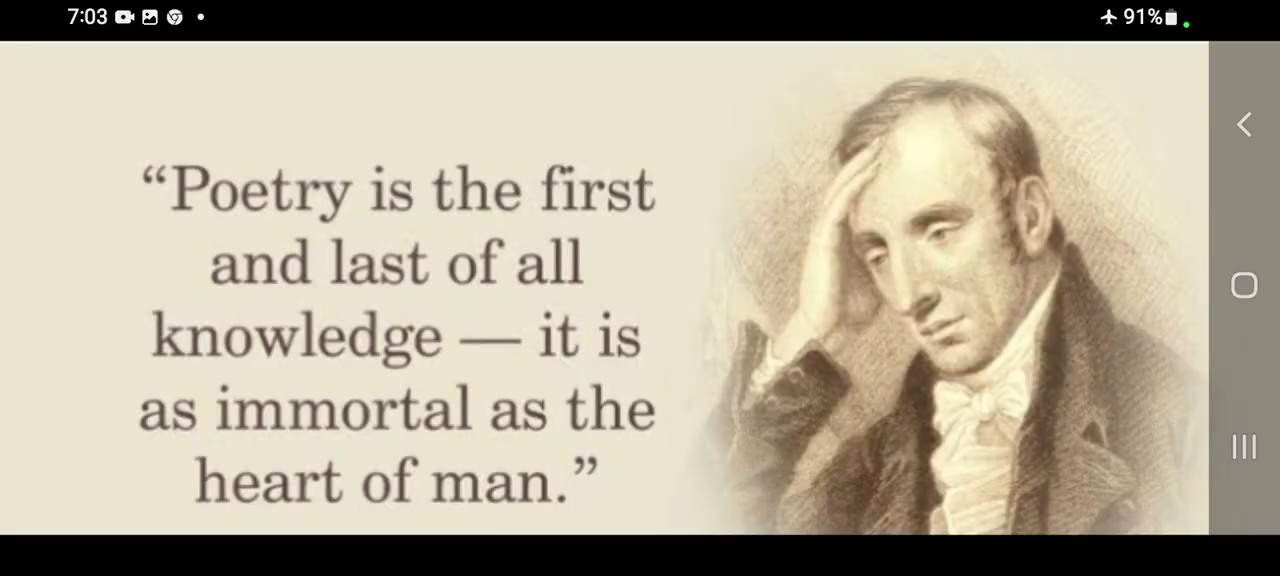 7:03
91%
“Poetry is the first
and last of all
knowledge — it is
as immortal as the
heart of man.”